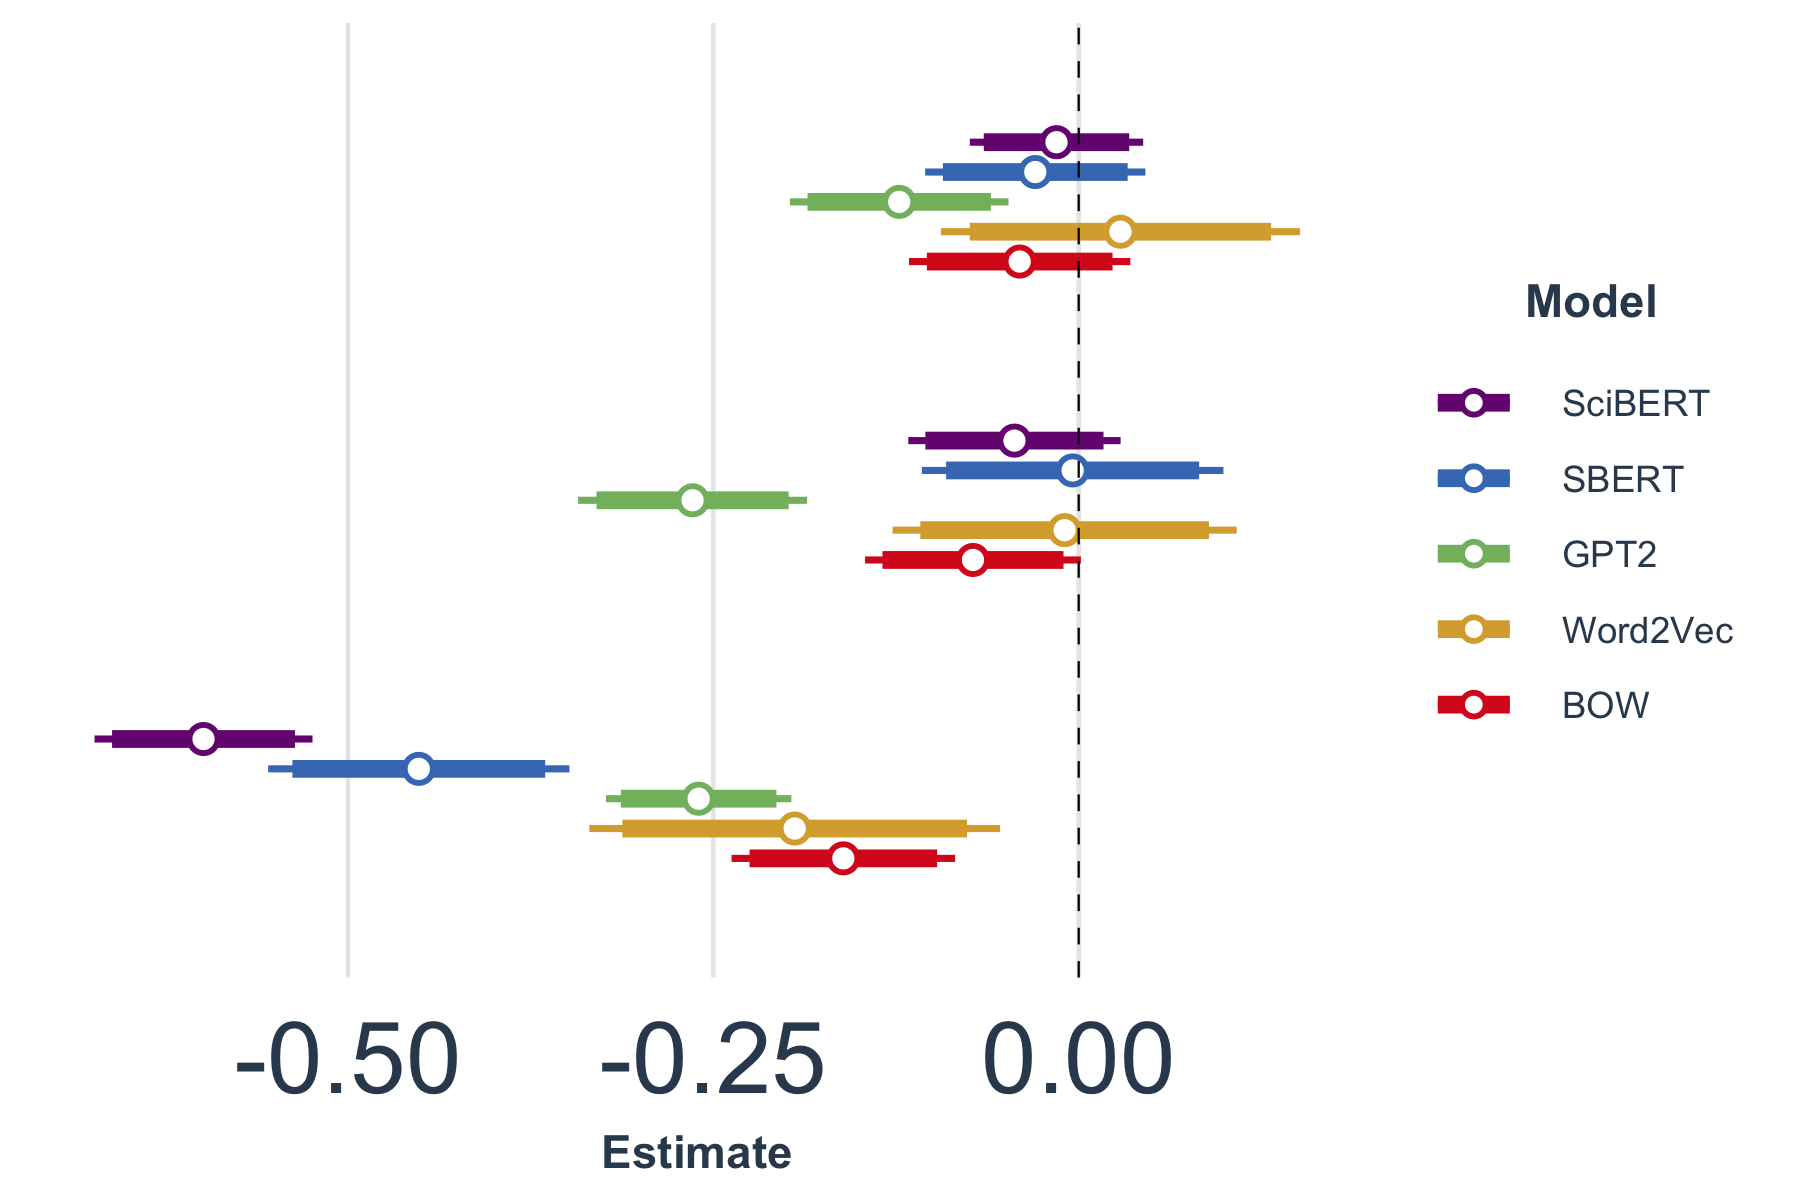 Model
SciBERT
SBERT
GPT2
Word2Vec
BOW
-0.50 -0.25 0.00
Estimate